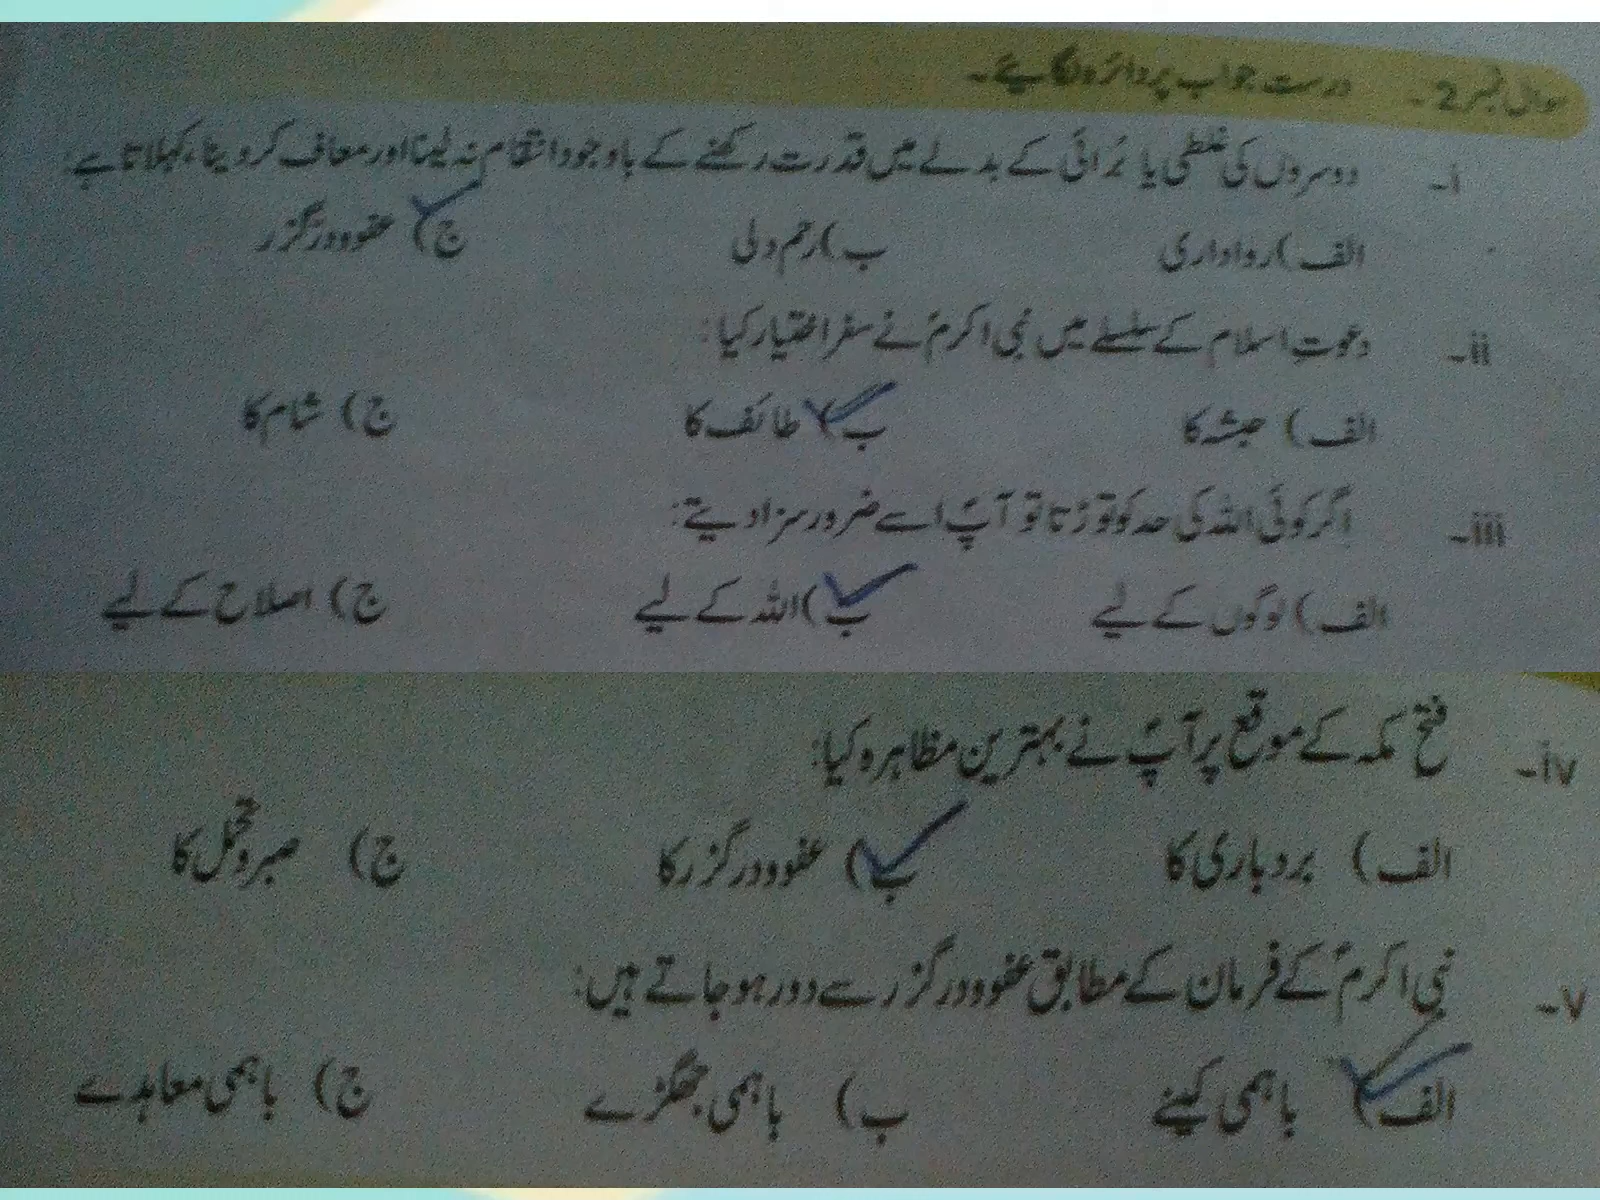 سوال نمبر 2۔ درست جواب پر دائرہ لگایئے۔
i۔ دوسروں کی غلطی یا بُرائی کے بدلے میں قدرت رکھنے کے باوجود انتقام نہ لینا اور معاف کر دینا، کہلاتا ہے:
الف) رواداری ب) رحم دلی ج) عفو و درگزر
ii۔ دعوتِ اسلام کے سلسلے میں نبی اکرمؐ نے سفر اختیار کیا:
الف) حبشہ کا ب) طائف کا ج) شام کا
iii۔ اگر کوئی اللہ کی حد کو توڑتا تو آپؐ اسے ضرور سزا دیتے:
الف) لوگوں کے لیے ب) اللہ کے لیے ج) اصلاح کے لیے
iv۔ فتح مکہ کے موقع پر آپؐ نے بہترین مظاہرہ کیا:
الف) بردباری کا ب) عفو و درگزر کا ج) صبر و تحمل کا
v۔ نبی اکرمؐ کے فرمان کے مطابق عفو و درگزر سے دور ہو جاتے ہیں:
الف) باہمی کینے ب) باہمی جھگڑے ج) باہمی معاہدے